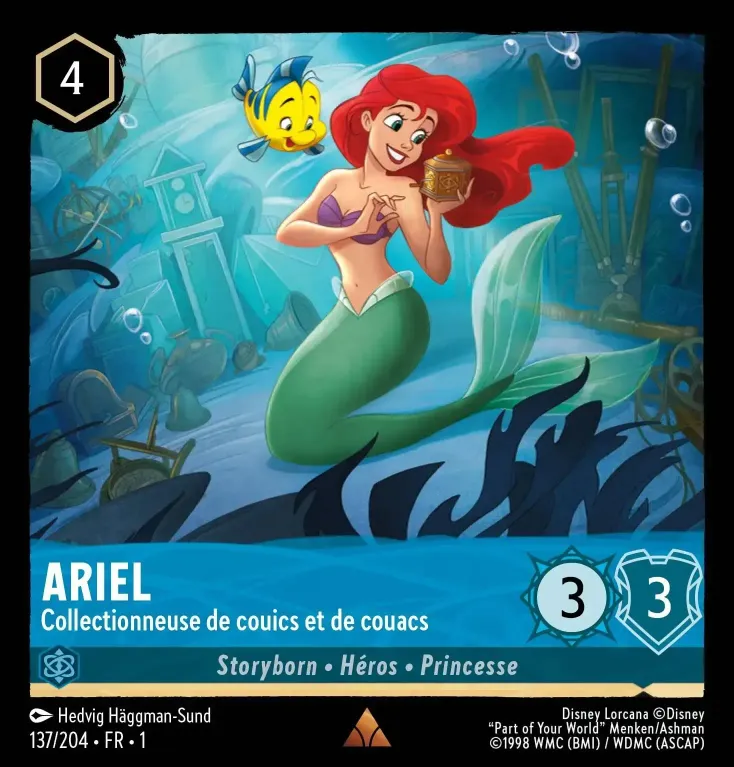 4
ARIEL
Collectionneuse de couics et de couacs
3
3
Storyborn • Héros • Princesse
Hedvig Häggman-Sund
137/204 • FR • 1
Disney Lorcana ©Disney
“Part of Your World” Menken/Ashman
©1998 WMC (BMI) / WDMC (ASCAP)